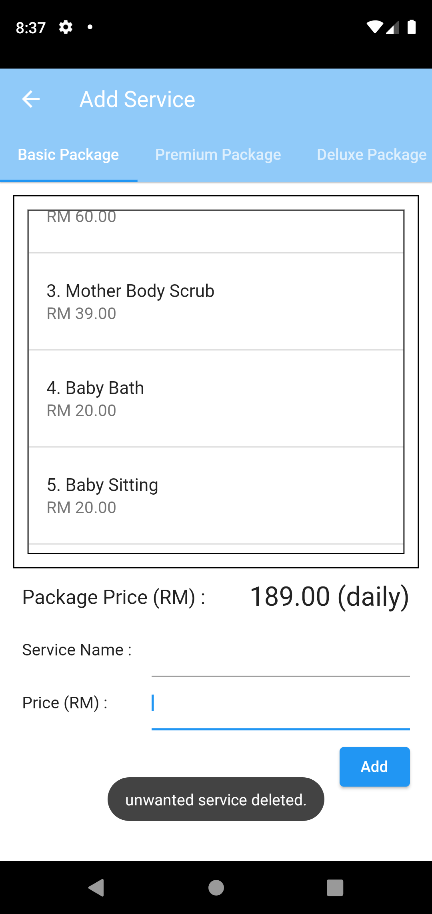 8:37
Add Service
Basic Package Premium Package Deluxe Package
RM 60.00
3. Mother Body Scrub
RM 39.00
4. Baby Bath
RM 20.00
5. Baby Sitting
RM 20.00
Package Price (RM) : 189.00 (daily)
Service Name :
Price (RM) :
Add
unwanted service deleted.